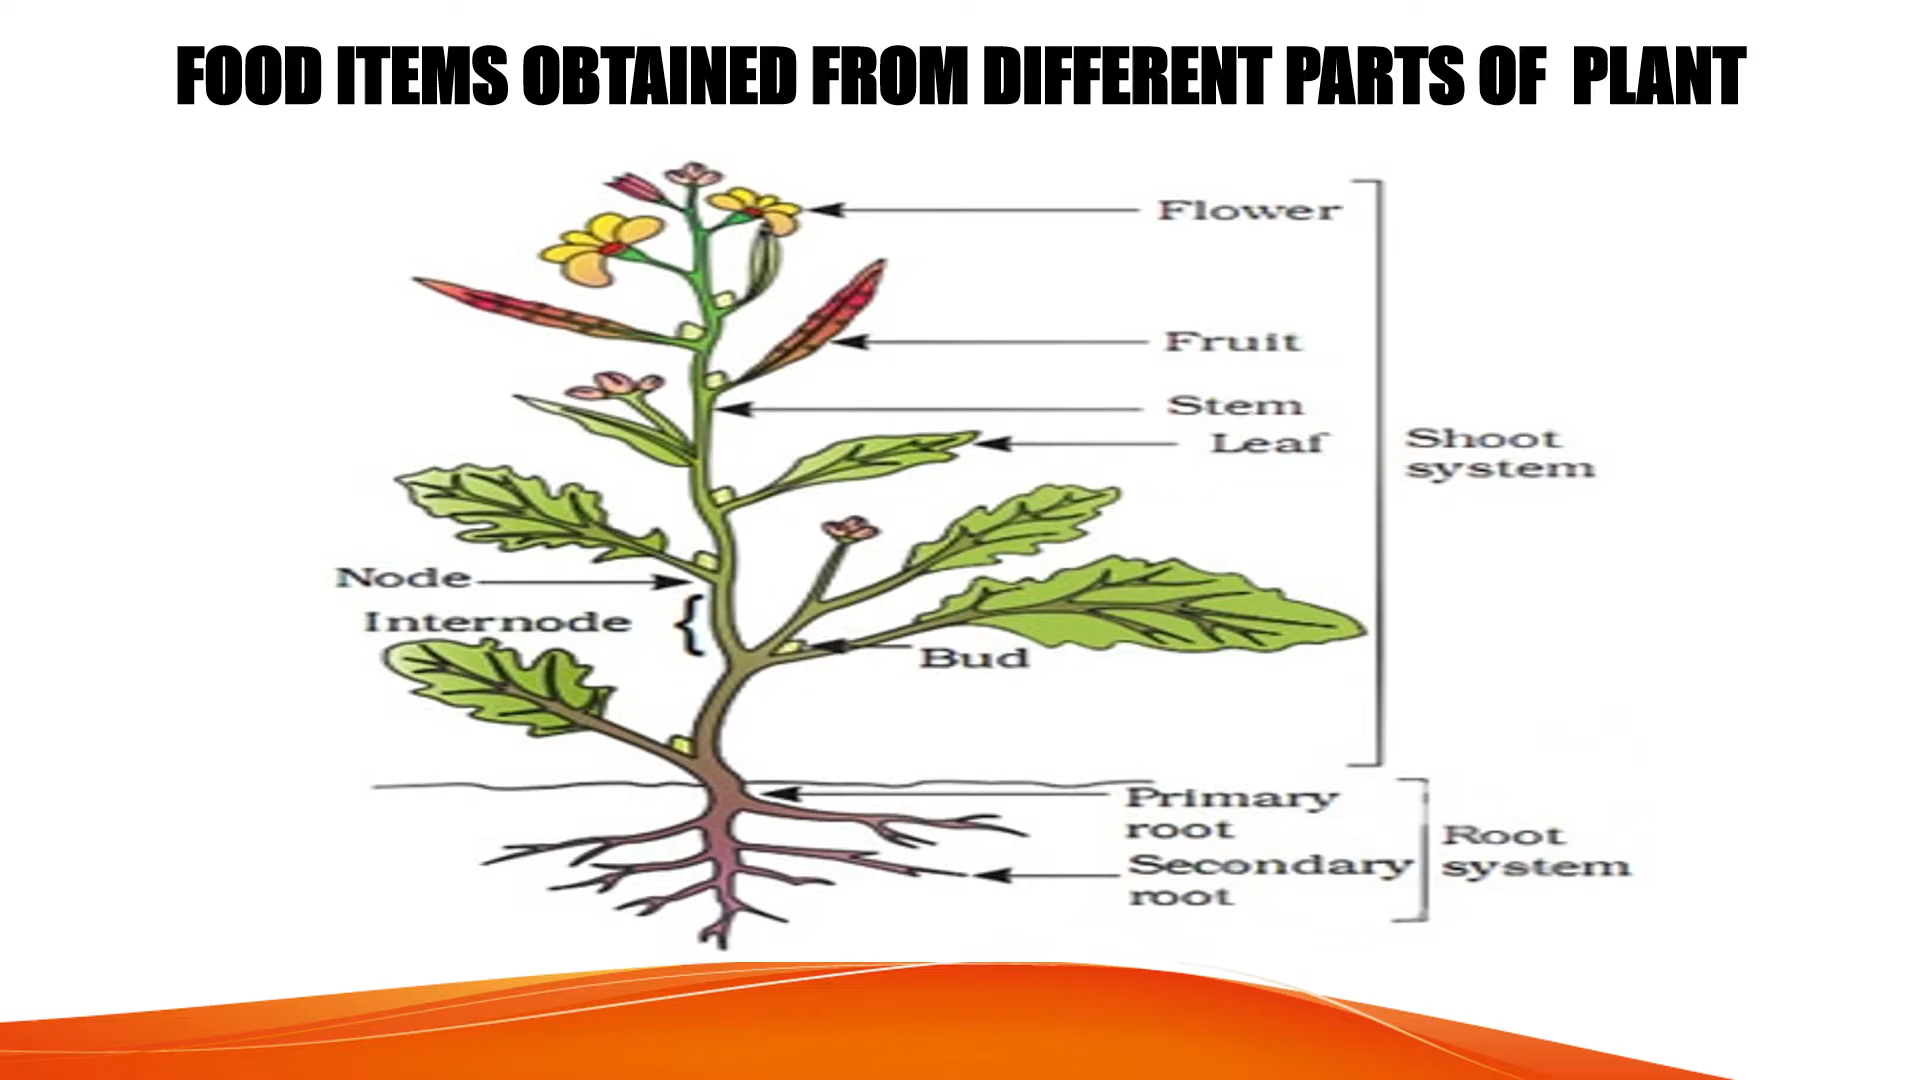 FOOD ITEMS OBTAINED FROM DIFFERENT PARTS OF PLANT
Flower
Fruit
Stem
Leaf
Shoot
system
Node
Internode
Bud
Primary
root
Secondary
root
Root
system